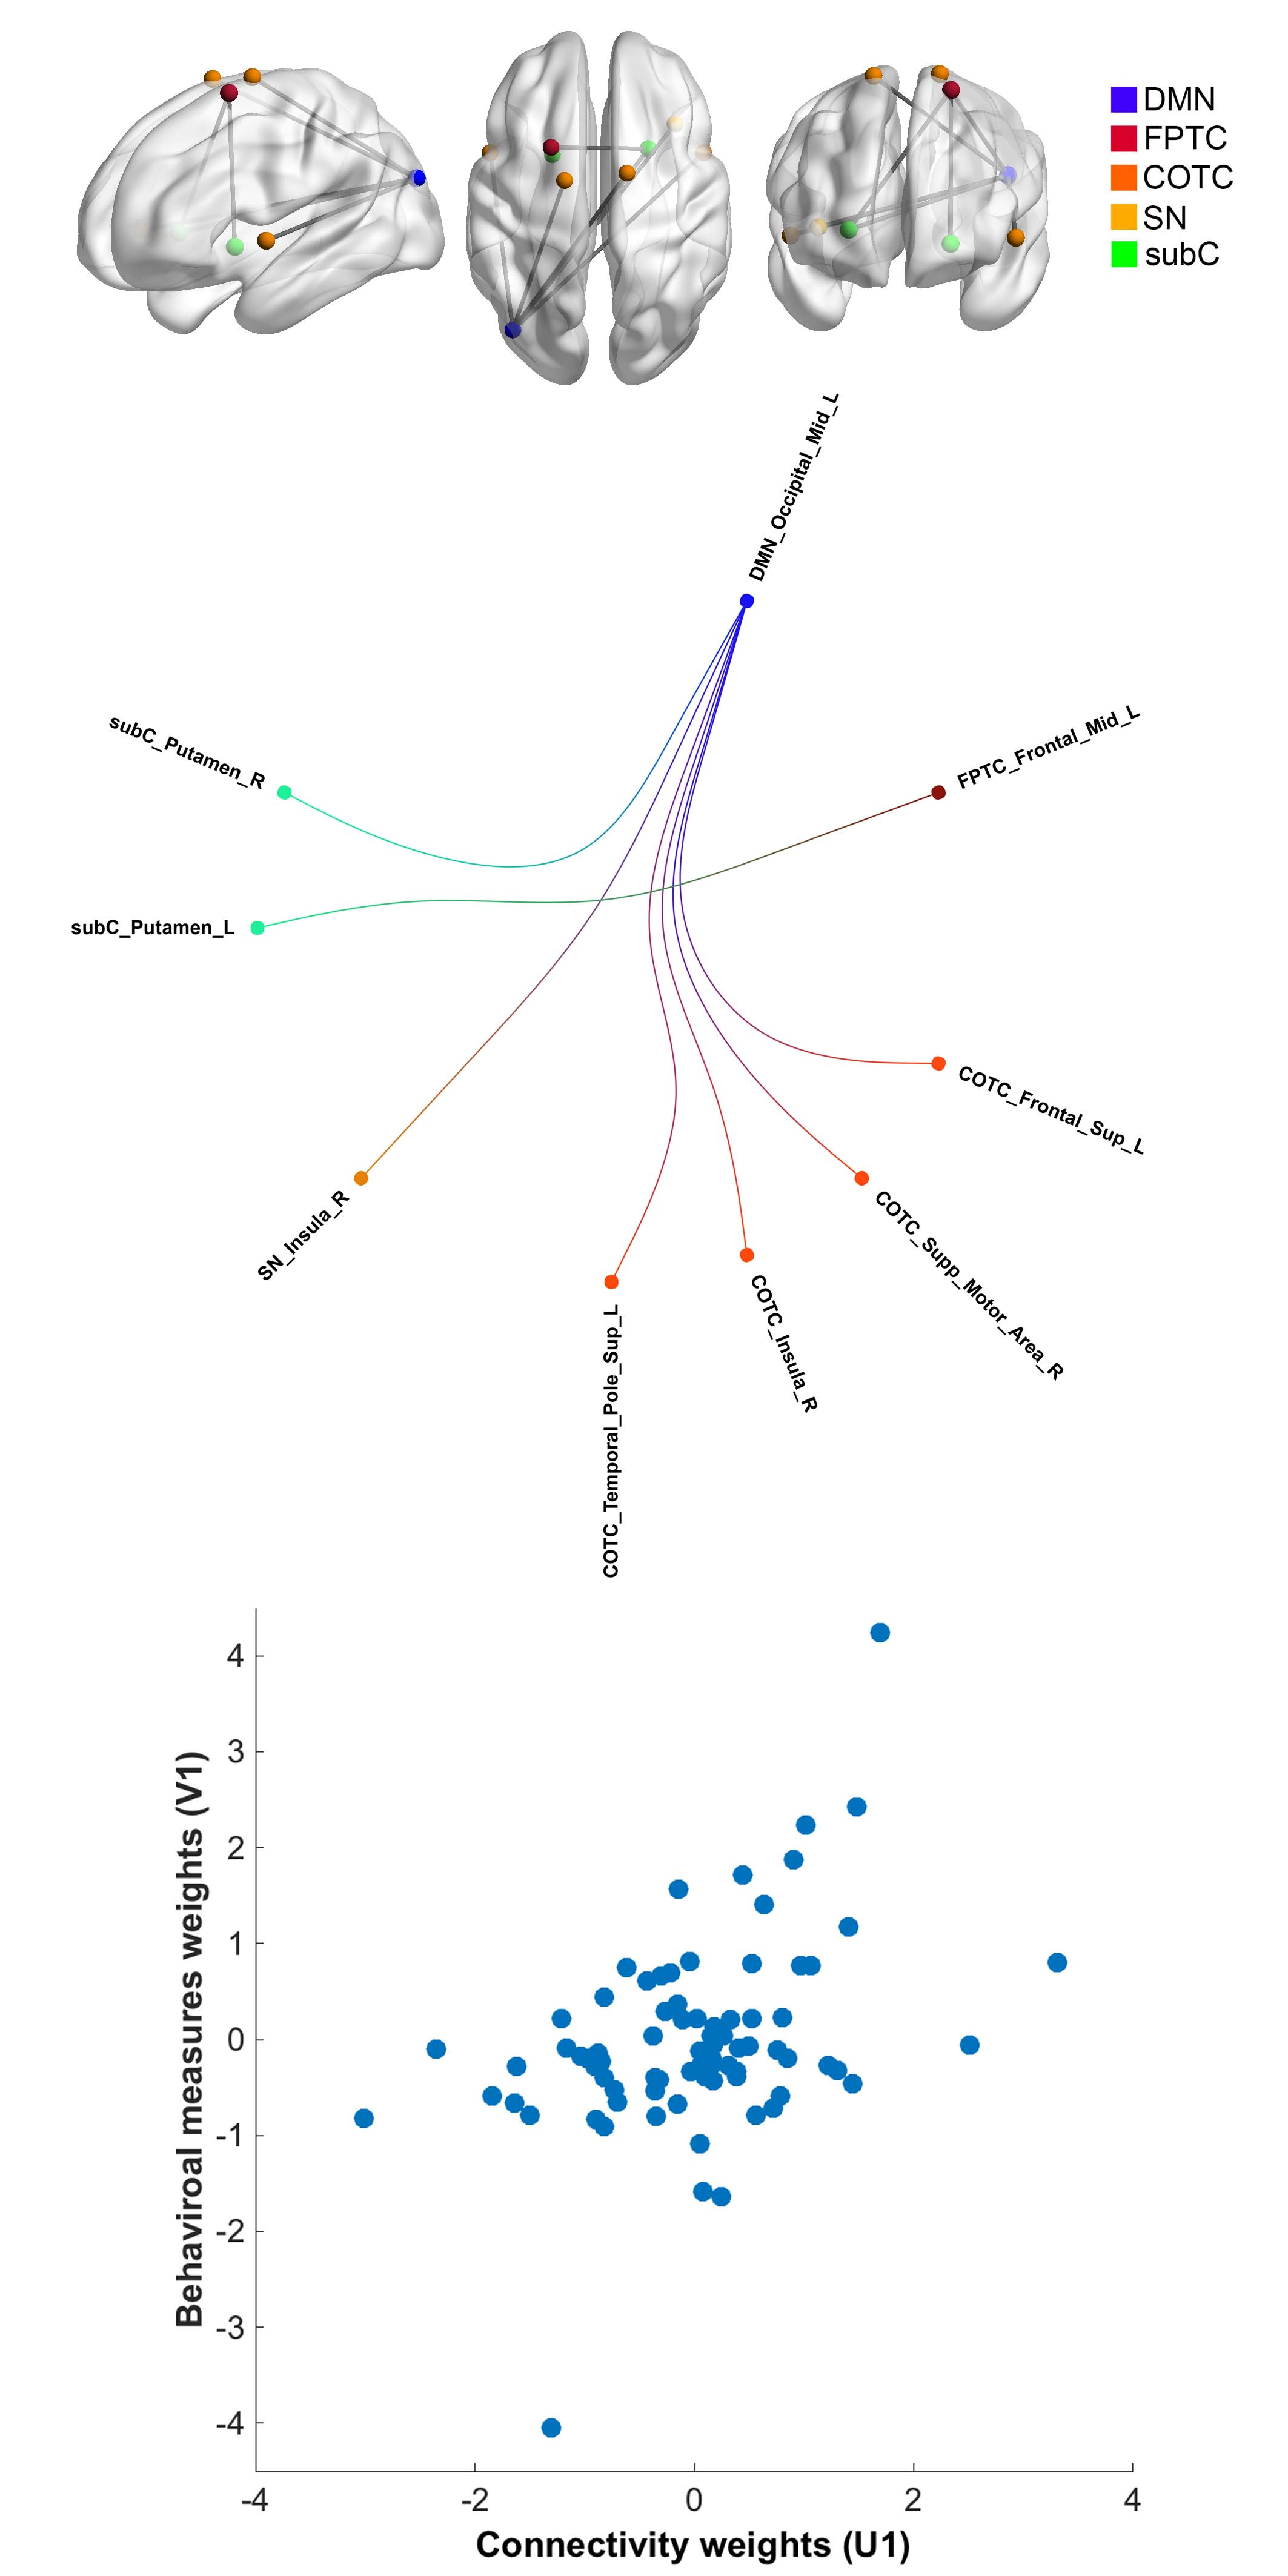 DMN
FPTC
COTC
SN
subC
DMN_Occipital_Mid_L
subC_Putamen_R
FPTC_Frontal_Mid_L
subC_Putamen_L
COTC_Frontal_Sup_L
SN_Insula_R
COTC_Supp_Motor_Area_R
COTC_Insula_R
COTC_Temporal_Pole_Sup_L
Behaviroal measures weights (V1)
4
3
2
1
0
-1
-2
-3
-4
-4 -2 0 2 4
Connectivity weights (U1)